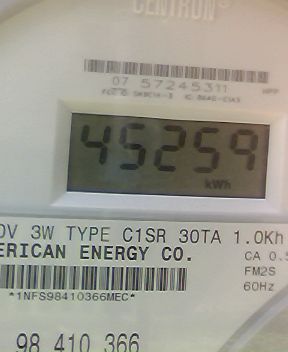 CENTRON
07 57245311
45259
kWh
0V 3W TYPE C1SR 30TA 1.0Kh
ERICAN ENERGY CO. CA 0.5
FM2S
*1NFS98410366MEC* 60Hz
98 410 366